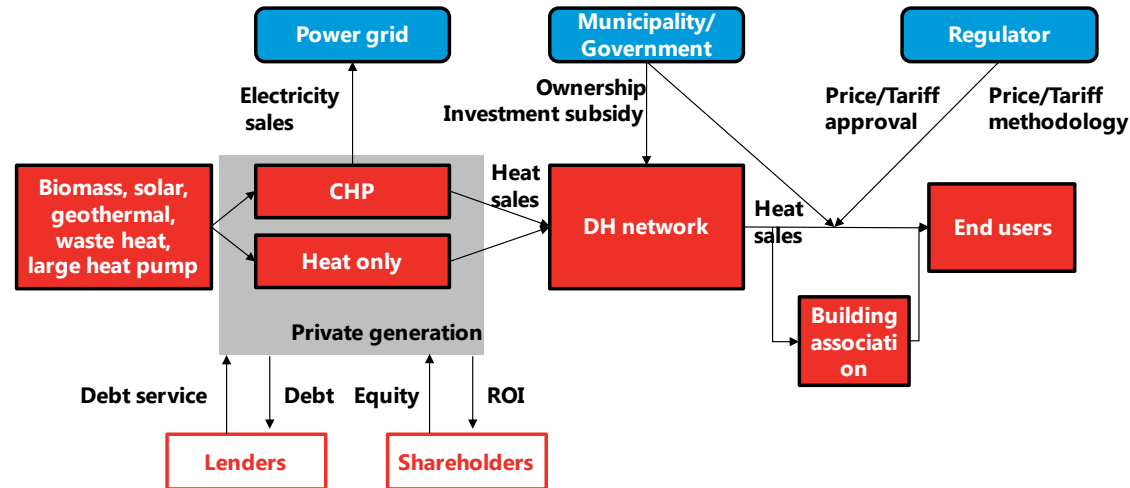 Power grid
Municipality/
Government
Regulator
Electricity
sales
Ownership
Investment subsidy
Price/Tariff
approval
Price/Tariff
methodology
Biomass, solar,
geothermal,
waste heat,
large heat pump
CHP
Heat only
Private generation
Heat
sales
DH network
Heat
sales
End users
Building
associati
on
Debt service
Debt
Equity
ROI
Lenders
Shareholders